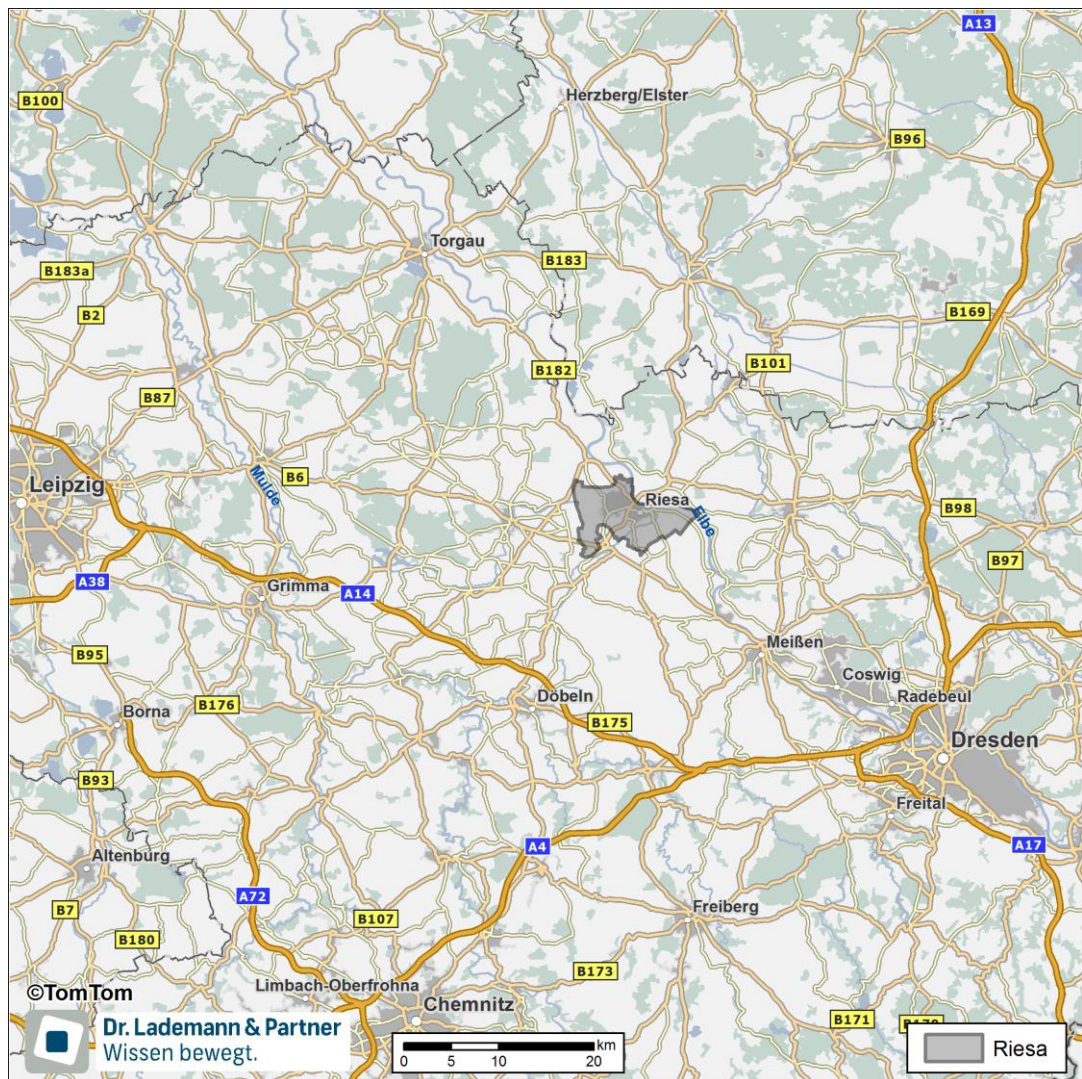 A13
B100
Herzberg/Elster
B96
Torgau
B183
B183a
B2
B169
B182
B101
B87
B6
Mulde
Leipzig
Riesa
Elbe
B98
B97
A38
Grimma
A14
Meißen
B95
Coswig
Radebeul
Döbeln
B176
Borna
B175
Dresden
B93
Freital
A4
A17
Altenburg
A72
B7
B107
Freiberg
B180
B173
Limbach-Oberfrohna
©TomTom
Chemnitz
B171
Dr. Lademann & Partner
Wissen bewegt.
km
0 5 10 20
Riesa